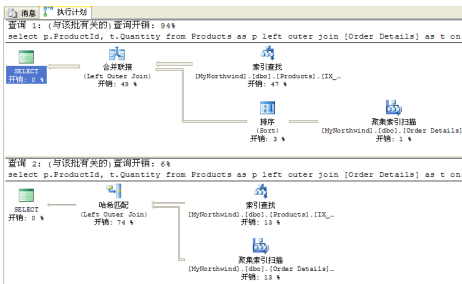 消息 执行计划
查询 1: (与该批有关的)查询开销: 94%
select p.ProductId, t.Quantity from Products as p left outer join [Order Details] as t on
SELECT
开销: 0 %
合并联接
(Left Outer Join)
开销: 49 %
索引查找
[MyNorthwind].[dbo].[Products].[IX_…
开销: 47 %
排序
(Sort)
开销: 3 %
聚集索引扫描
[MyNorthwind].[dbo].[Order Details]
开销: 1 %
查询 2: (与该批有关的)查询开销: 6%
select p.ProductId, t.Quantity from Products as p left outer join [Order Details] as t on
SELECT
开销: 0 %
哈希匹配
(Left Outer Join)
开销: 74 %
索引查找
[MyNorthwind].[dbo].[Products].[IX_…
开销: 13 %
聚集索引扫描
[MyNorthwind].[dbo].[Order Details]…
开销: 13 %